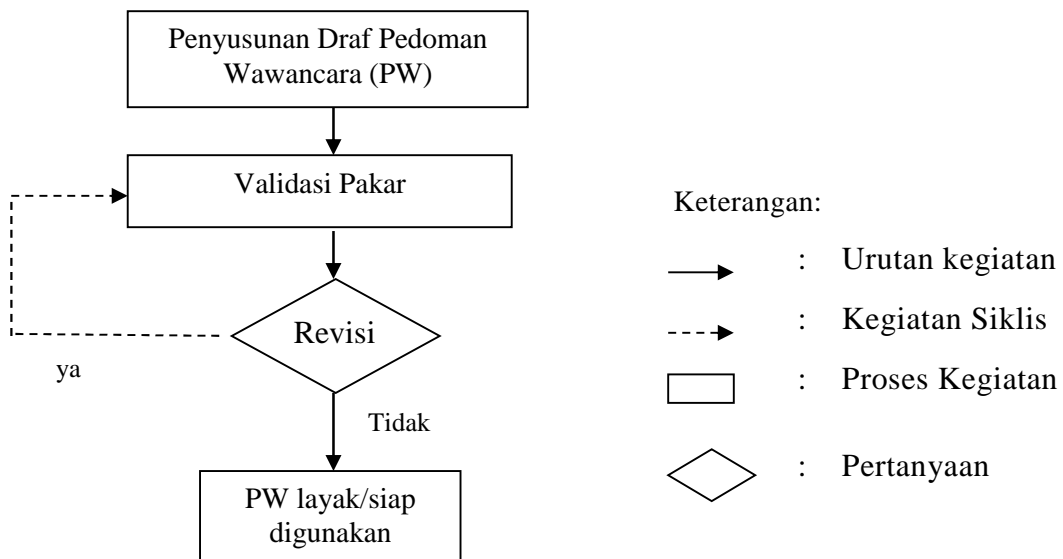 Penyusunan Draf Pedoman
Wawancara (PW)
Validasi Pakar
Revisi
ya
Tidak
PW layak/siap
digunakan
Keterangan:
: Urutan kegiatan
: Kegiatan Siklis
: Proses Kegiatan
: Pertanyaan